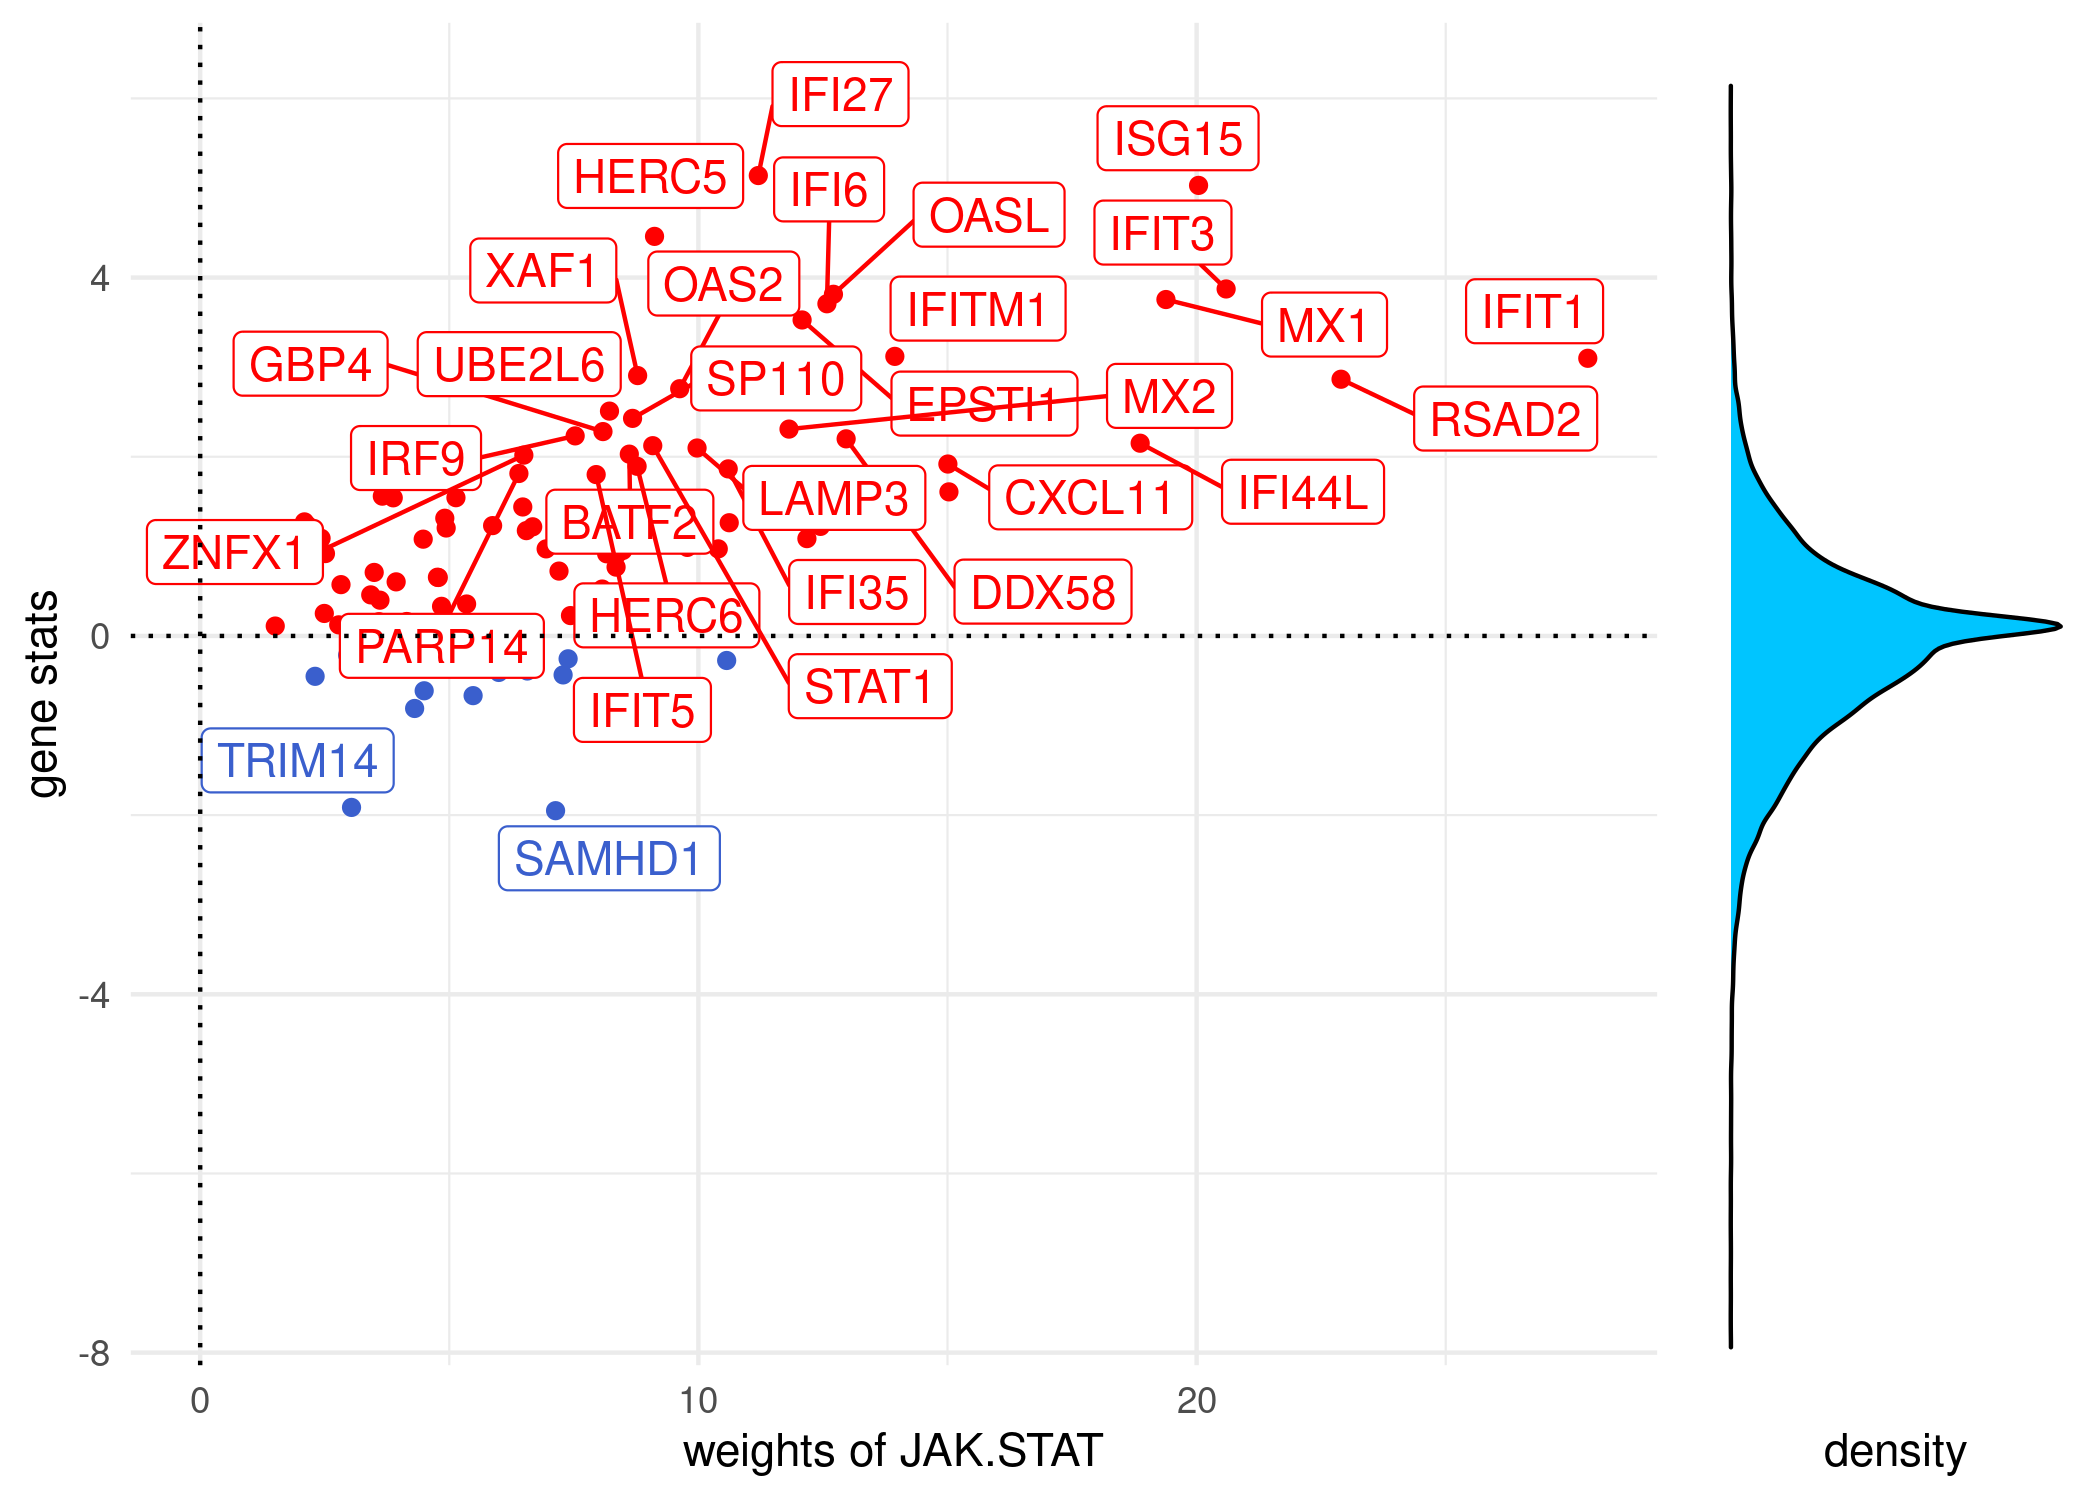 IFI27
ISG15
HERC5
IFI6
OASL
IFIT3
XAF1
OAS2
IFITM1
IFIT1
MX1
GBP4
UBE2L6
SP110
EPSTI1
MX2
RSAD2
IRF9
LAMP3
CXCL11
IFI44L
BATF2
ZNFX1
IFI35
DDX58
HERC6
PARP14
STAT1
IFIT5
TRIM14
SAMHD1
4
0
-4
-8
gene stats
0
10
20
weights of JAK.STAT
density